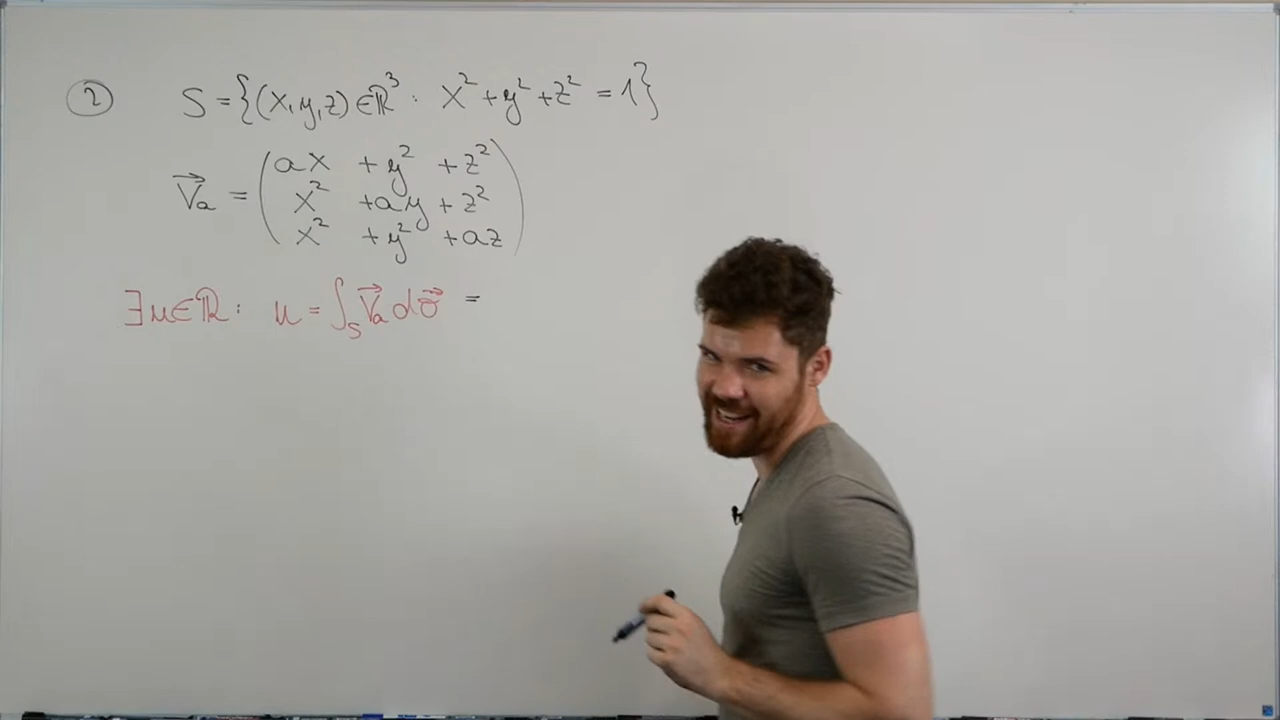 ② S = {(x,y,z) ∈ ℝ³ : x² + y² + z² = 1}
V⃗ₐ = ( ax + y² + z²
x² + ay + z²
x² + y² + az )
∃ u ∈ ℝ : u = ∫_S V⃗ₐ dσ⃗ =